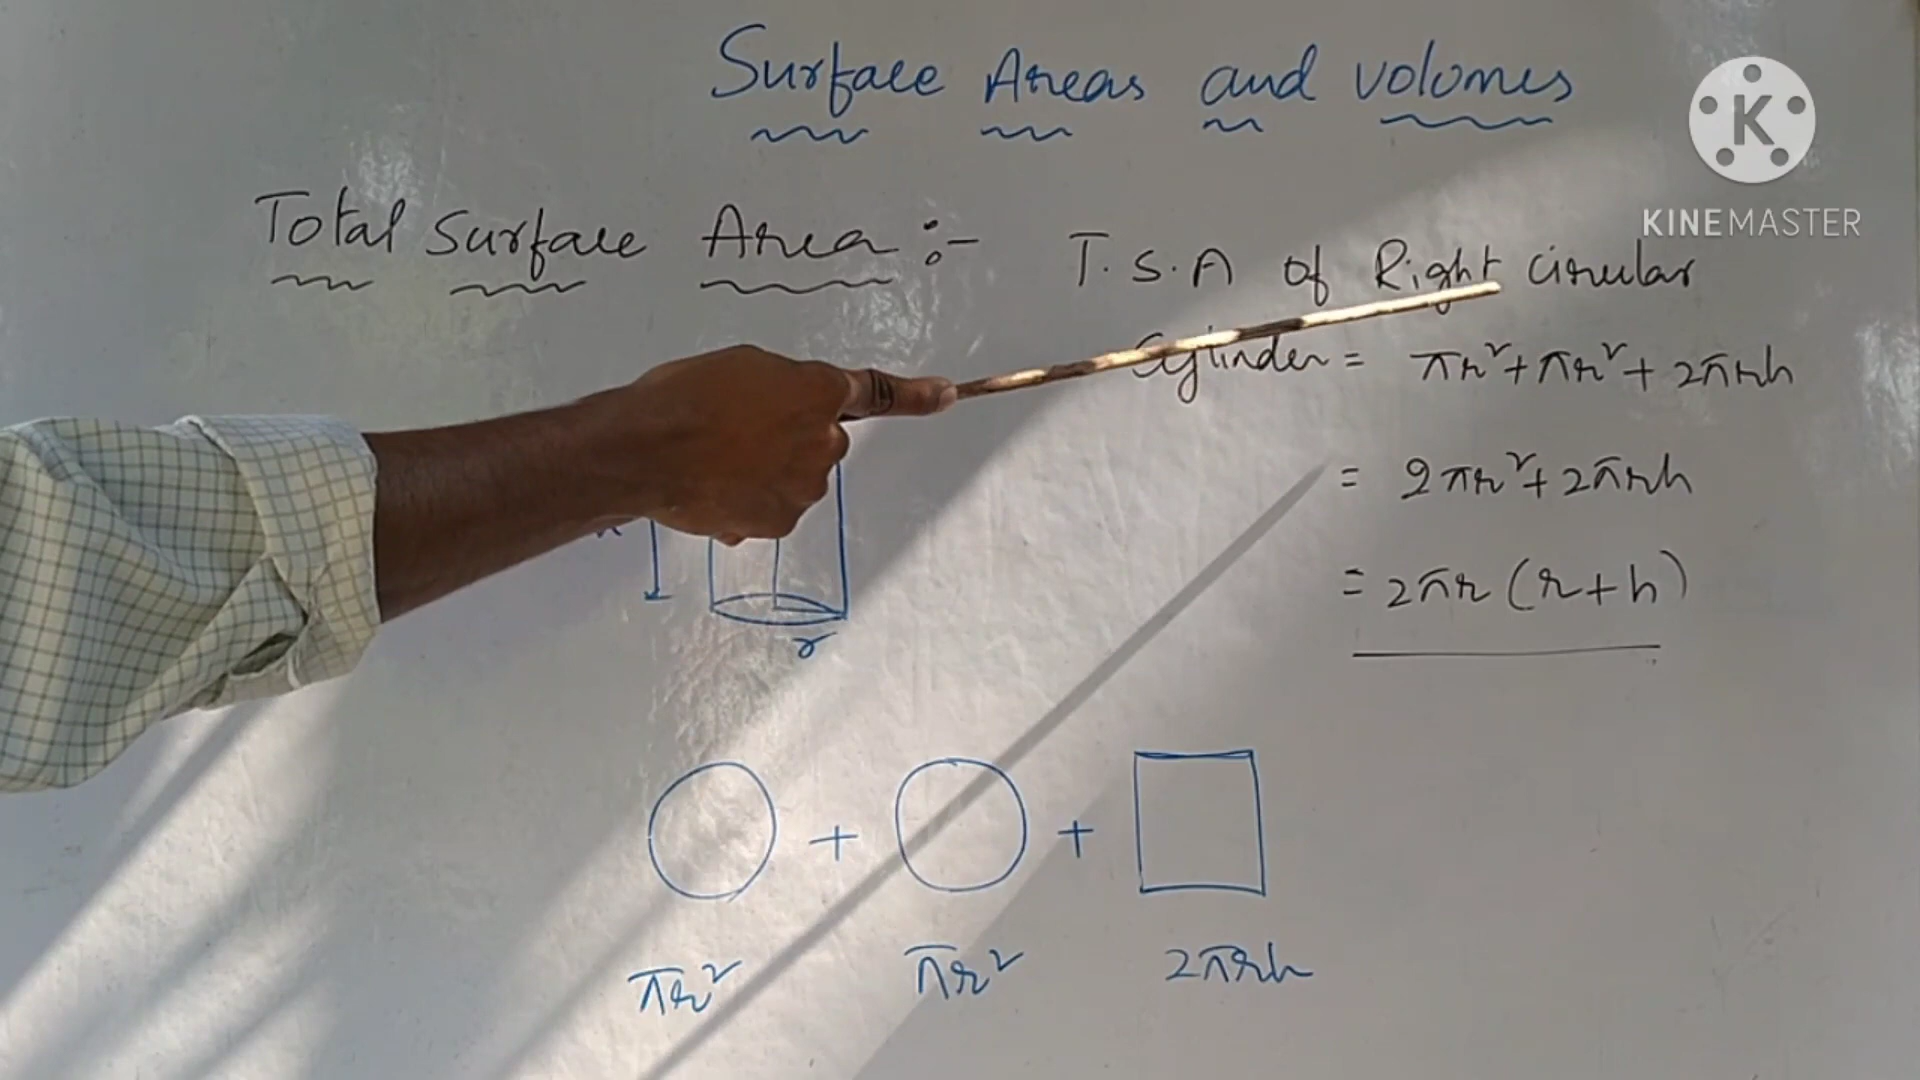 Surface Areas and volomes
KINEMASTER
Total Surface Area :- T.S.A of Right Circular
Cylinder = πr²+πr²+2πrh
= 2πr²+2πrh
= 2πr(r+h)
r
+ +
πr² πr² 2πrh